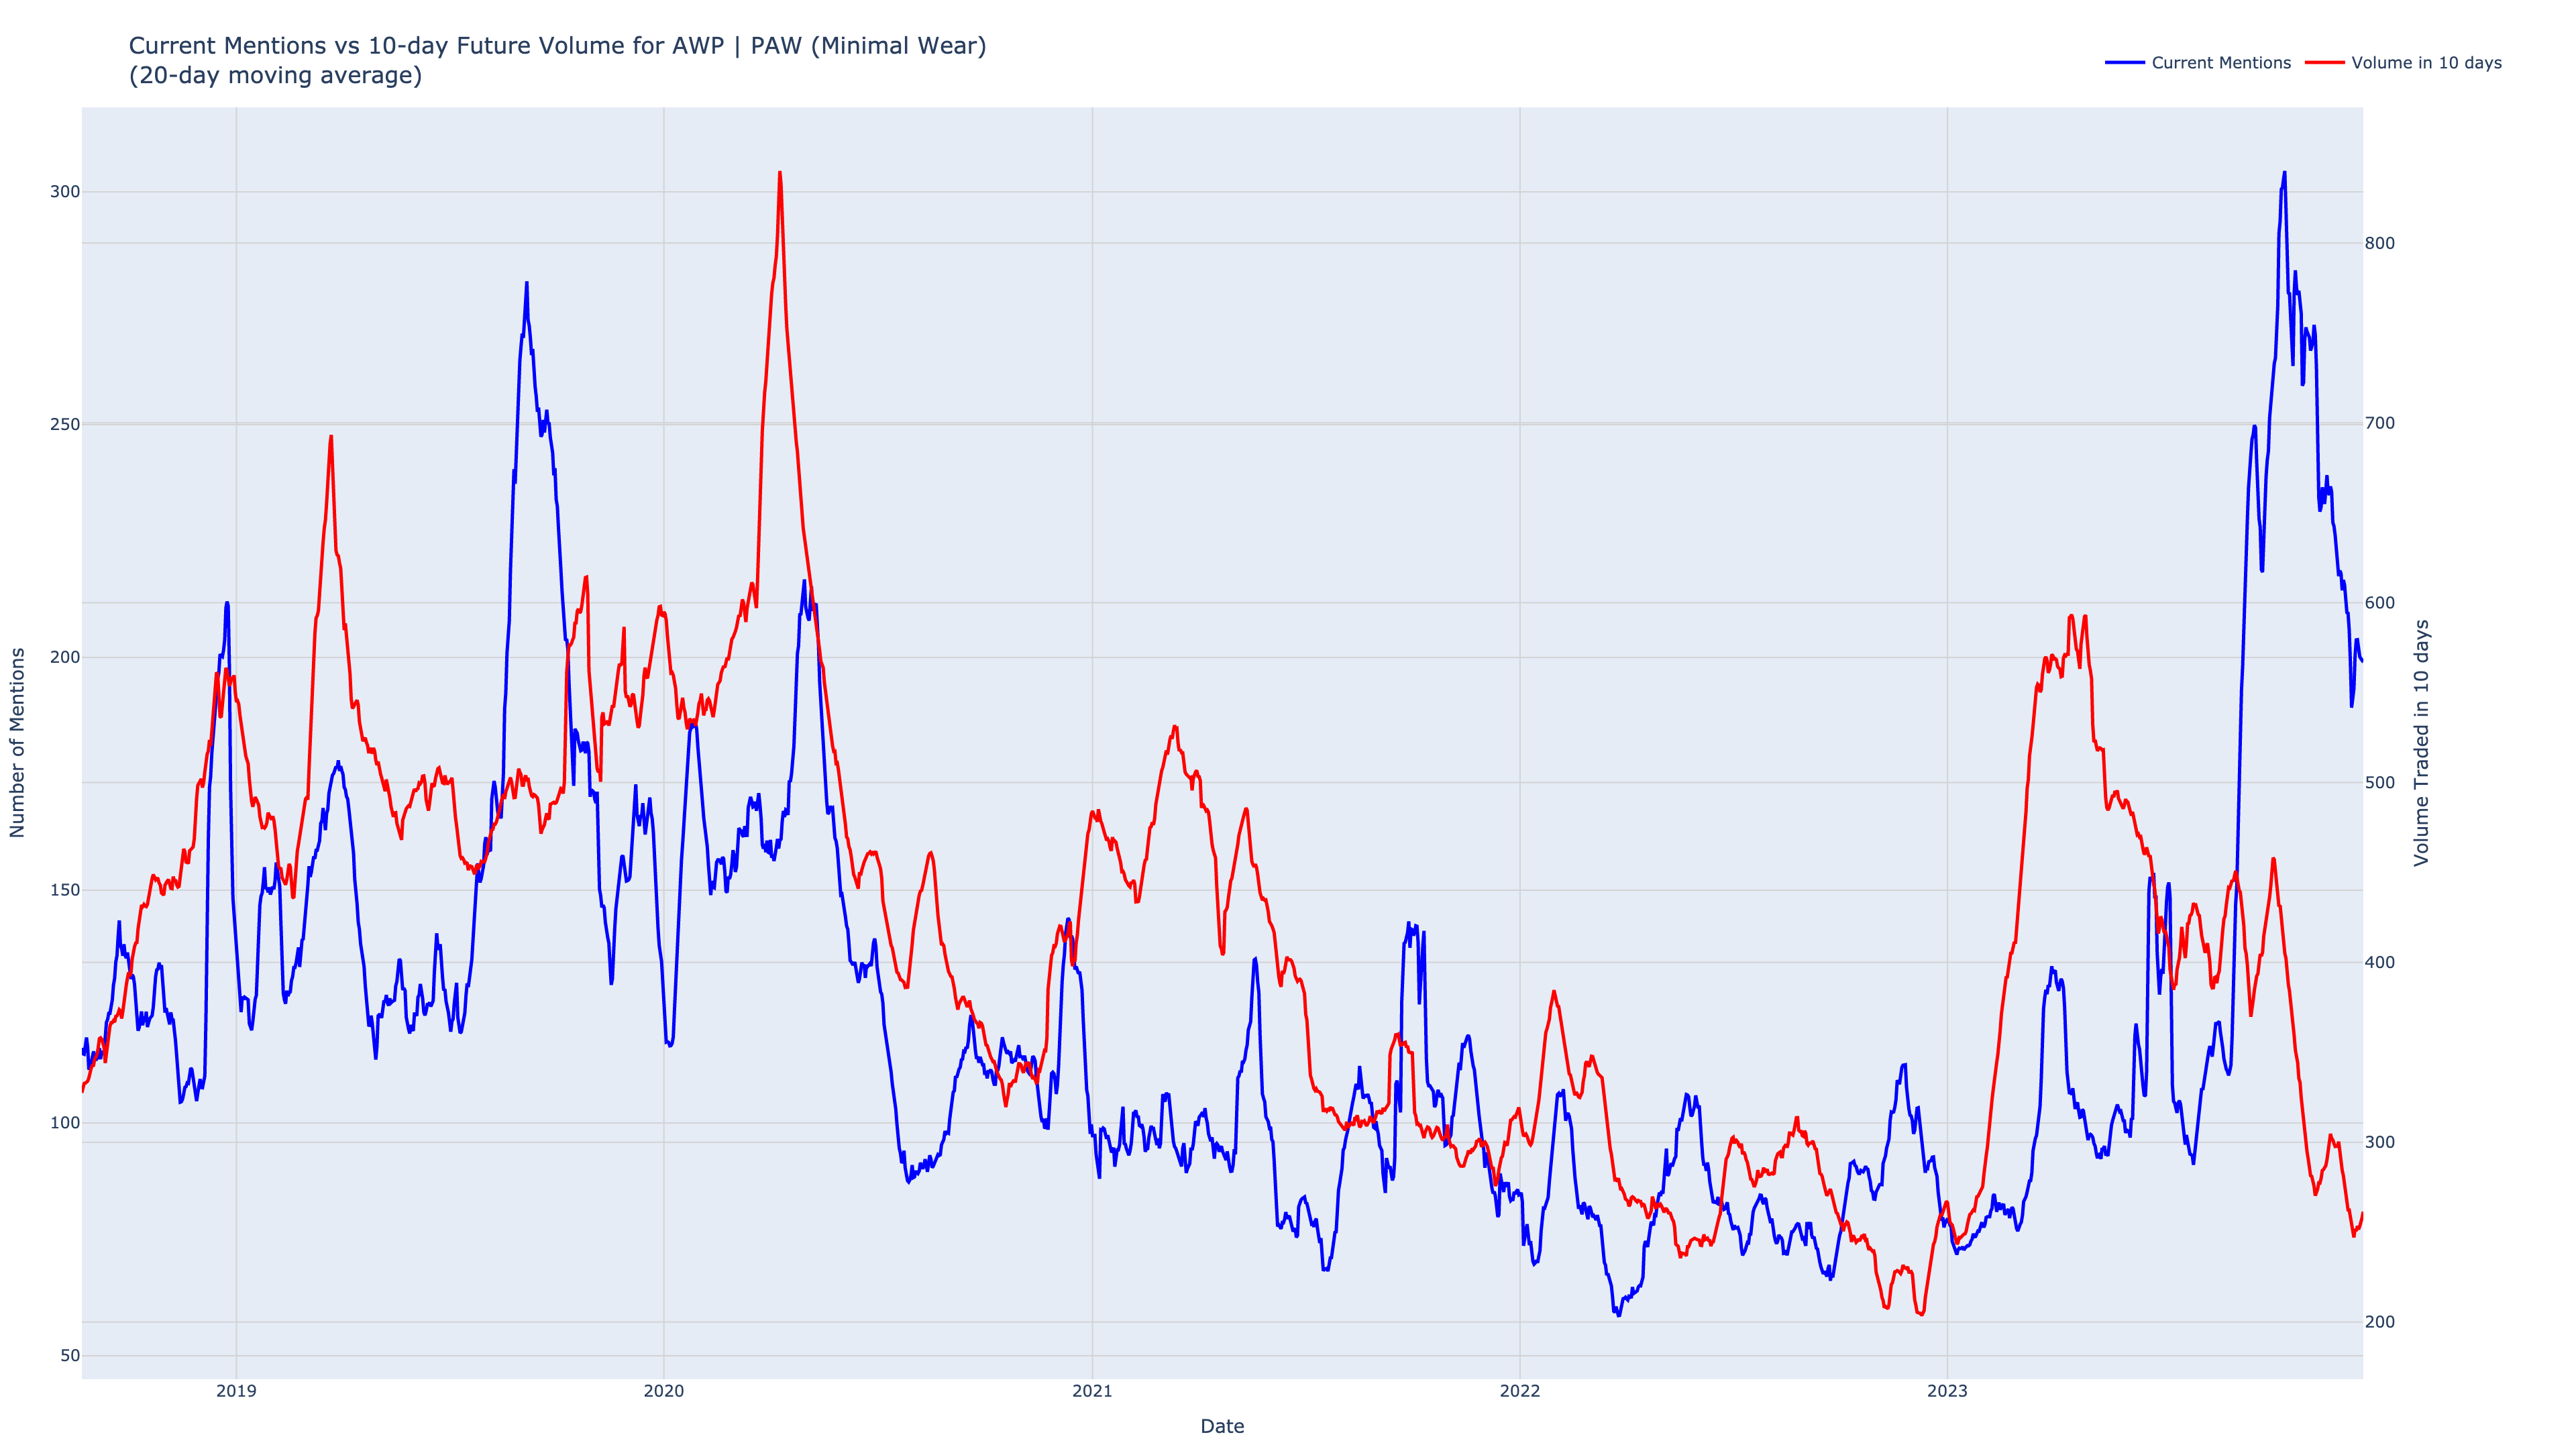 Current Mentions vs 10-day Future Volume for AWP | PAW (Minimal Wear)
(20-day moving average)
Current Mentions
Volume in 10 days
Number of Mentions
300
250
200
150
100
50
800
700
600
500
400
300
200
Volume Traded in 10 days
2019
2020
2021
2022
2023
Date